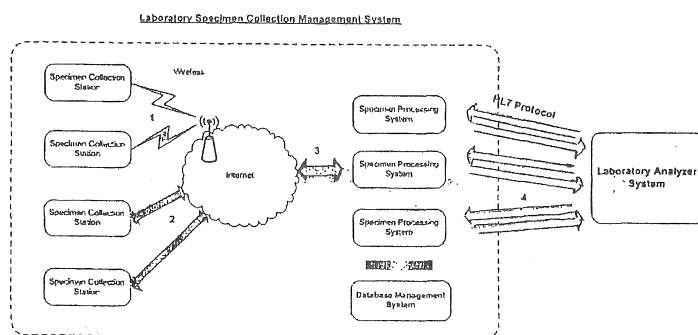 Laboratory Specimen Collection Management System
Specimen Collection
Station
Wireless
1
Specimen Collection
Station
Specimen Collection
Station
2
Specimen Collection
Station
Internet
3
Specimen Processing
System
Specimen Processing
System
Specimen Processing
System
Database Management
System
HL7 Protocol
4
Laboratory Analyzer
System